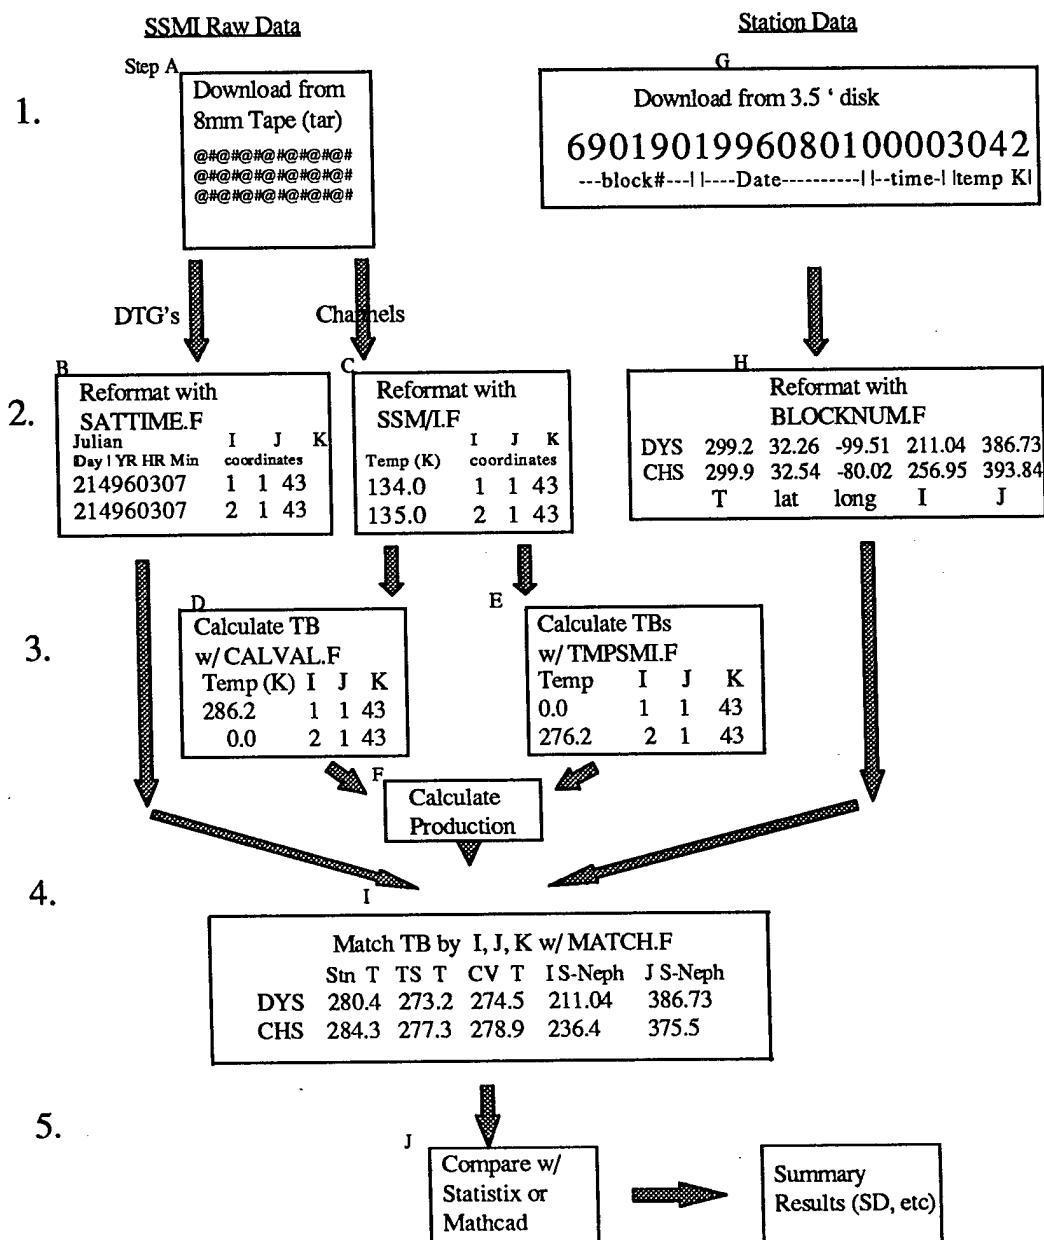 SSMI Raw Data
Station Data
Step A
G
1.
Download from
8mm Tape (tar)
@#@#@#@#@#@#@#
@#@#@#@#@#@#@#
@#@#@#@#@#@#@#
Download from 3.5 ‘ disk
690190199608010003042
---block#---| |----Date----------| |--time-| |temp K|
DTG's
Channels
B
C
H
2.
Reformat with
SATTIME.F
Julian I J K
Day | YR HR Min coordinates
214960307 1 1 43
214960307 2 1 43
Reformat with
SSM/I.F
I J K
Temp (K) coordinates
134.0 1 1 43
135.0 2 1 43
Reformat with
BLOCKNUM.F
DYS 299.2 32.26 -99.51 211.04 386.73
CHS 299.9 32.54 -80.02 256.95 393.84
T lat long I J
D
E
3.
Calculate TB
w/ CALVAL.F
Temp (K) I J K
286.2 1 1 43
0.0 2 1 43
Calculate TBs
w/ TMPSMI.F
Temp I J K
0.0 1 1 43
276.2 2 1 43
F
Calculate
Production
4.
I
Match TB by I, J, K w/ MATCH.F
Stn T TS T CV T I S-Neph J S-Neph
DYS 280.4 273.2 274.5 211.04 386.73
CHS 284.3 277.3 278.9 236.4 375.5
5.
J
Compare w/
Statistix or
Mathcad
Summary
Results (SD, etc)